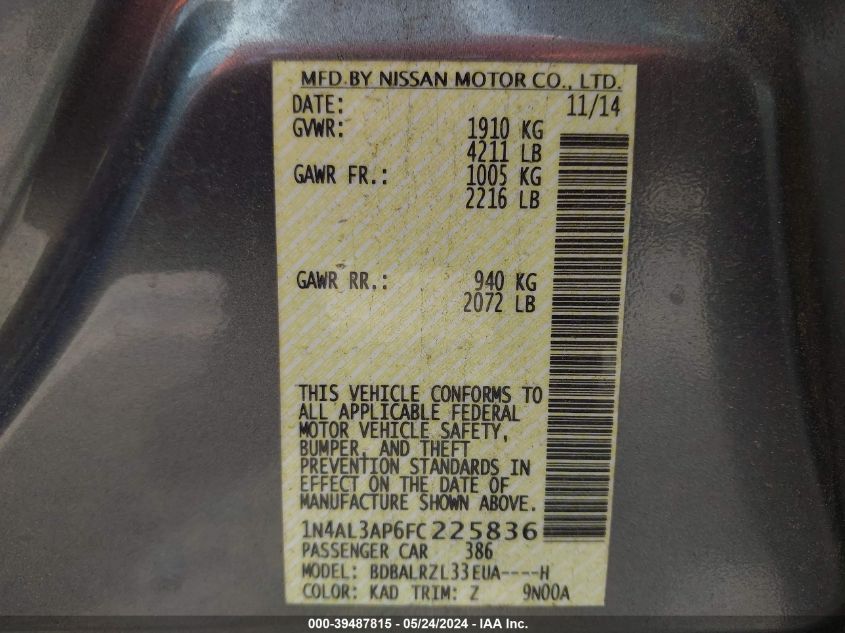 MFD.BY NISSAN MOTOR CO., LTD.
DATE: 11/14
GVWR: 1910 KG
4211 LB
GAWR FR.: 1005 KG
2216 LB
GAWR RR.: 940 KG
2072 LB
THIS VEHICLE CONFORMS TO
ALL APPLICABLE FEDERAL
MOTOR VEHICLE SAFETY,
BUMPER, AND THEFT
PREVENTION STANDARDS IN
EFFECT ON THE DATE OF
MANUFACTURE SHOWN ABOVE.
1N4AL3AP6FC225836
PASSENGER CAR 386
MODEL: BDBALRZL33EUA----H
COLOR: KAD TRIM: Z 9N00A
000-39487815 - 05/24/2024 - IAA Inc.